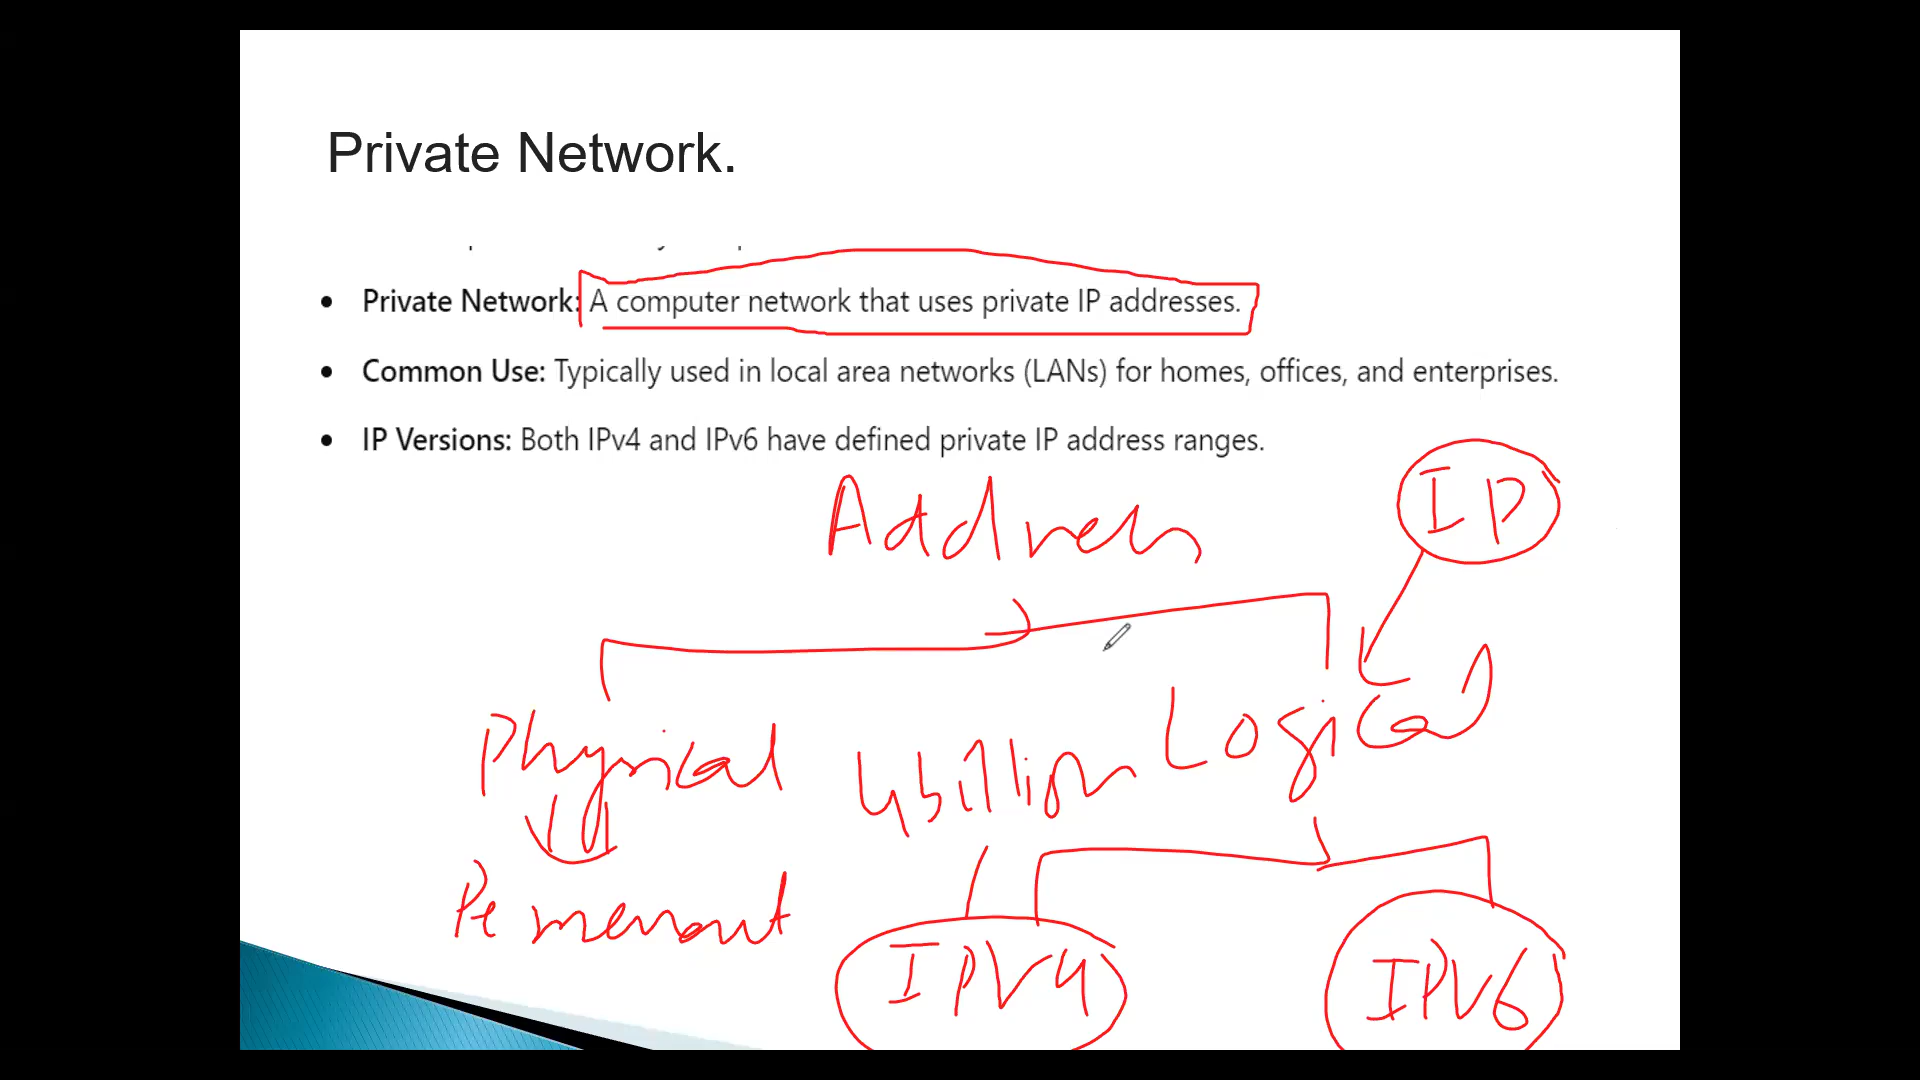 Private Network.
Private Network: A computer network that uses private IP addresses.
Common Use: Typically used in local area networks (LANs) for homes, offices, and enterprises.
IP Versions: Both IPv4 and IPv6 have defined private IP address ranges.
Address
IP
Physical
4billion
Logical
Pemenant
IPV4
IPV6